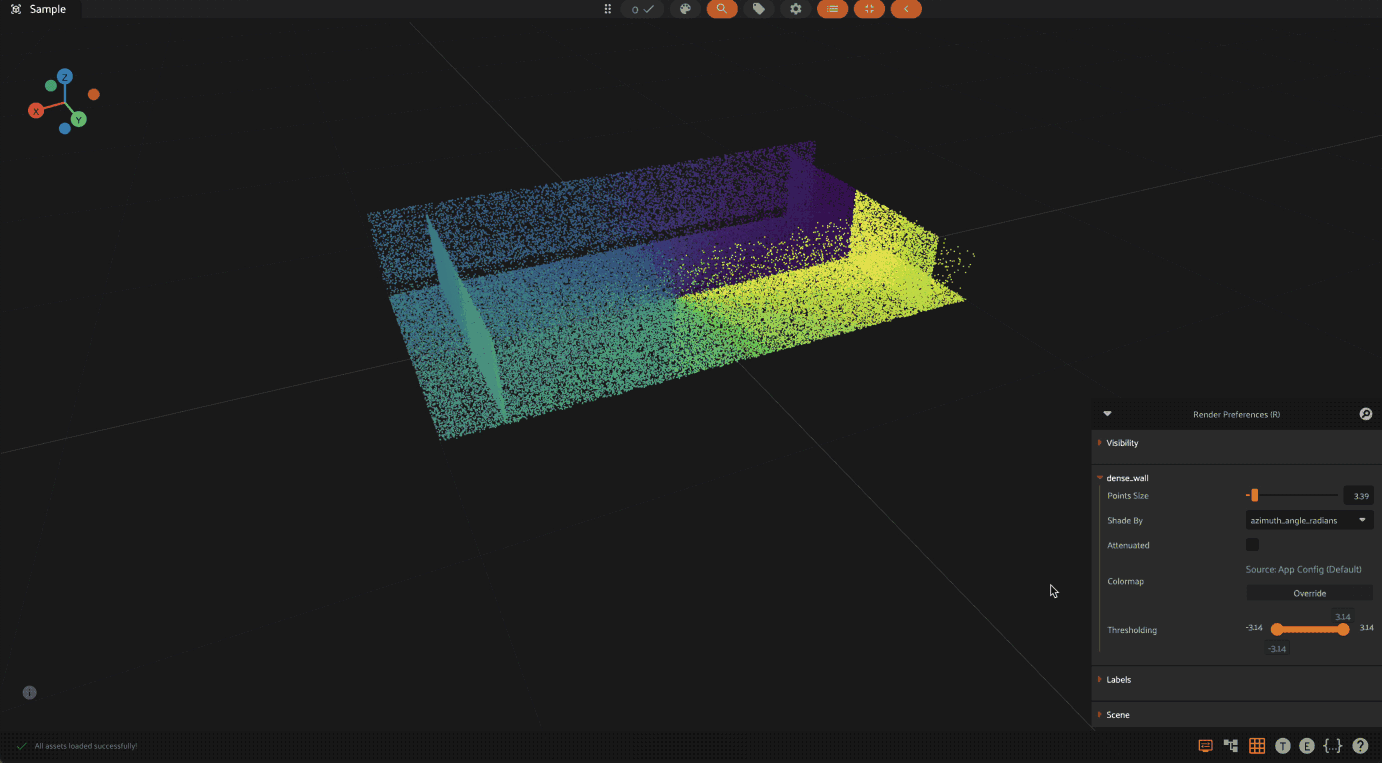 Sample
0
Z
X
Y
Render Preferences (R)
Visibility
dense_wall
Points Size
3.39
Shade By
azimuth_angle_radians
Attenuated
Source: App Config (Default)
Colormap
Override
3.14
Thresholding
-3.14
3.14
-3.14
Labels
Scene
i
All assets loaded successfully!
T
E
{...}
?